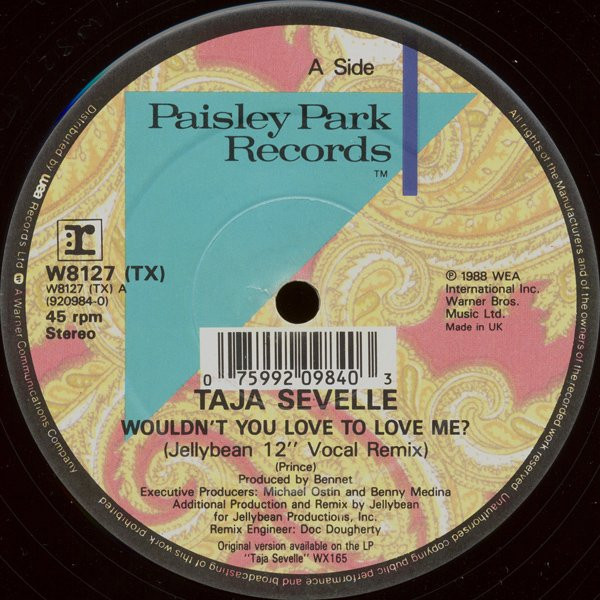 A Side
Paisley Park
Records
TM
r
W8127 (TX)
W8127 (TX) A
(920984-0)
45 rpm
Stereo
℗ 1988 WEA
International Inc.
Warner Bros.
Music Ltd.
Made in UK
0 75992 09840 3
TAJA SEVELLE
WOULDN'T YOU LOVE TO LOVE ME?
(Jellybean 12" Vocal Remix)
(Prince)
Produced by Bennet
Executive Producers: Michael Ostin and Benny Medina
Additional Production and Remix by Jellybean
for Jellybean Productions, Inc.
Remix Engineer: Doc Dougherty
Original version available on the LP
"Taja Sevelle" WX165
All rights of the Manufacturers and of the owners of the recorded work reserved Unauthorised copying public performance and broadcasting of this work prohibited
Distributed by Records Ltd A Warner Communications Company